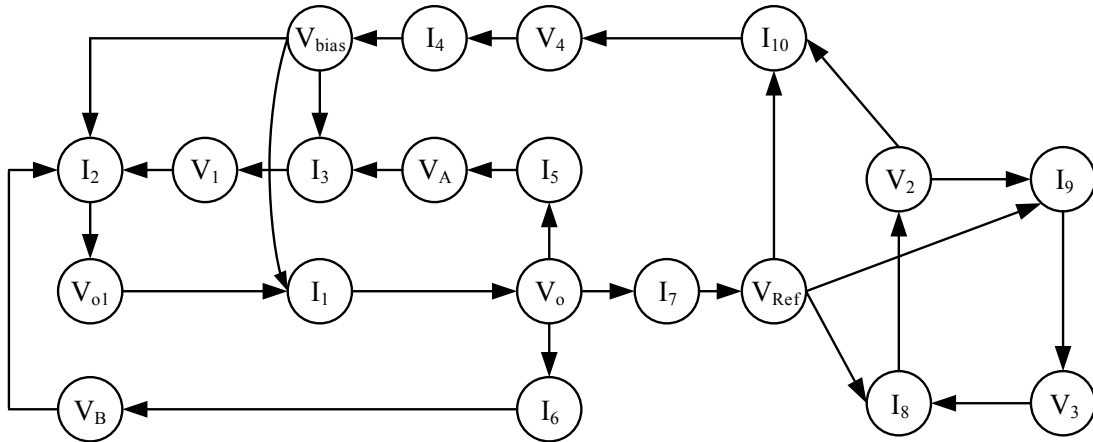 V_bias I_4 V_4 I_10
I_2 V_1 I_3 V_A I_5 V_2 I_9
V_o1 I_1 V_o I_7 V_Ref
V_B I_6 I_8 V_3